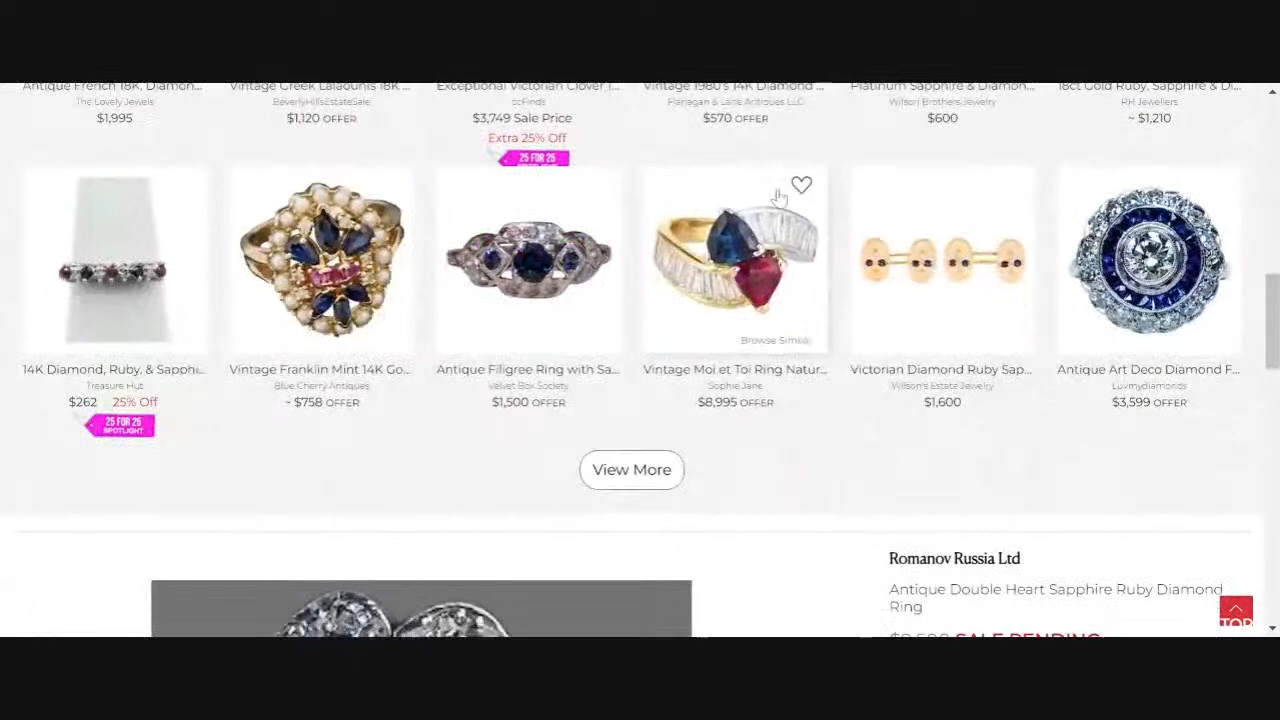 Antique French 18K, Diamon...
Vintage Greek Lalaounis 18K ...
Exceptional Victorian Clover I...
Vintage 1980's 14K Diamond ...
Platinum Sapphire & Diamon...
18ct Gold Ruby, Sapphire & Di...
The Lovely Jewels
BeverlyHillsEstateSale
ocFinds
Flanagan & Lane Antiques LLC
Wilson Brothers Jewelry
RH Jewellers
$1,995
$1,120 OFFER
$3,749 Sale Price
$570 OFFER
$600
~ $1,210
Extra 25% Off
25 FOR 25
SPOTLIGHT
Browse Similar
14K Diamond, Ruby, & Sapphi...
Vintage Franklin Mint 14K Go...
Antique Filigree Ring with Sa...
Vintage Moi et Toi Ring Natur...
Victorian Diamond Ruby Sap...
Antique Art Deco Diamond F...
Treasure Hut
Blue Cherry Antiques
Velvet Box Society
Sophie Jane
Wilson's Estate Jewelry
Luvmydiamonds
$262 25% Off
~ $758 OFFER
$1,500 OFFER
$8,995 OFFER
$1,600
$3,599 OFFER
25 FOR 25
SPOTLIGHT
View More
Romanov Russia Ltd
Antique Double Heart Sapphire Ruby Diamond
Ring
TOP
$9,500 SALE PENDING